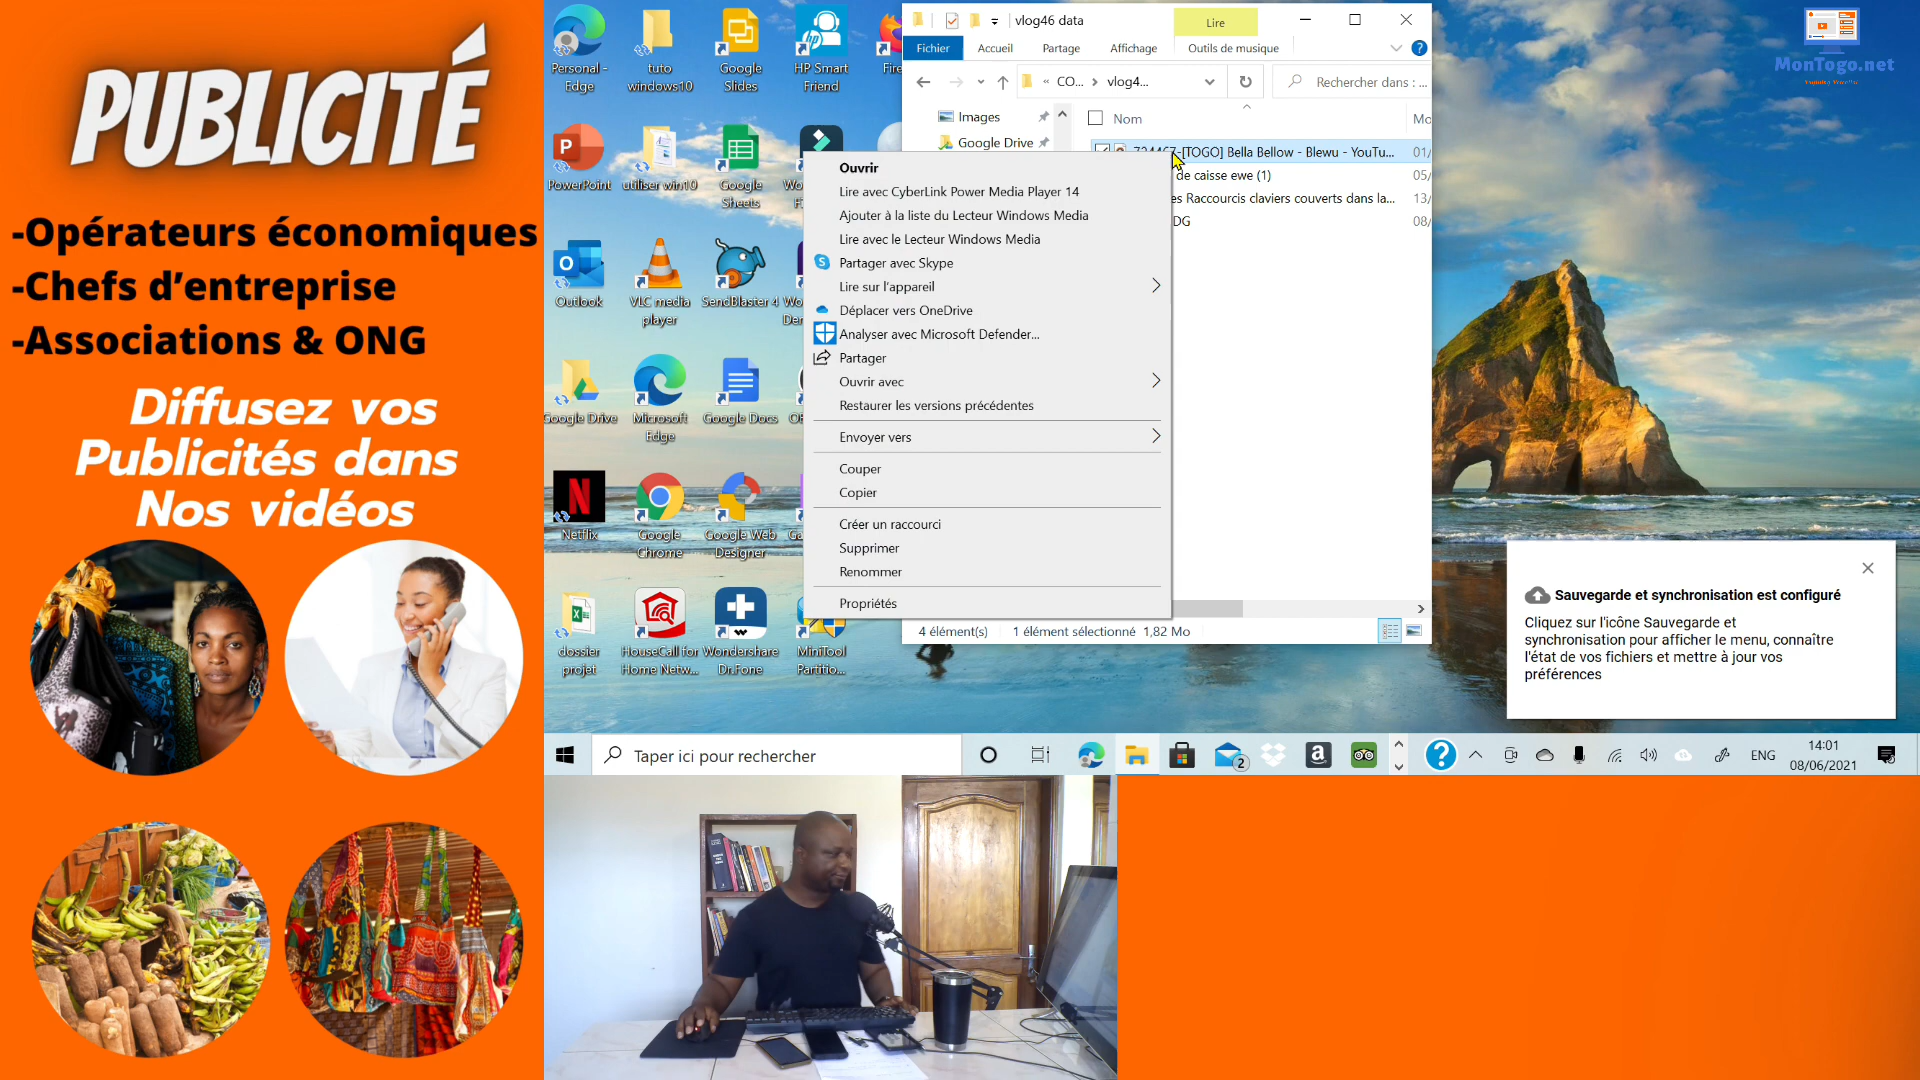 PUBLICITÉ
-Opérateurs économiques
-Chefs d'entreprise
-Associations & ONG
Diffusez vos
Publicités dans
Nos vidéos
Personal - Edge
tuto windows10
Google Slides
HP Smart Friend
Fire
PowerPoint
utiliser win10
Google Sheets
Outlook
VLC media player
SendBlaster 4
Google Drive
Microsoft Edge
Google Docs
Netflix
Google Chrome
Google Web Designer
dossier projet
HouseCall for Home Netw...
Wondershare Dr.Fone
MiniTool Partitio...
vlog46 data
Lire
Fichier
Accueil
Partage
Affichage
Outils de musique
« CO... > vlog4...
Rechercher dans : ...
Images
Google Drive
Nom
Mo
-[TOGO] Bella Bellow - Blewu - YouTu...
01/
de caisse ewe (1)
05/
es Raccourcis claviers couverts dans la...
13/
DG
08/
Ouvrir
Lire avec CyberLink Power Media Player 14
Ajouter à la liste du Lecteur Windows Media
Lire avec le Lecteur Windows Media
Partager avec Skype
Lire sur l'appareil
Déplacer vers OneDrive
Analyser avec Microsoft Defender...
Partager
Ouvrir avec
Restaurer les versions précédentes
Envoyer vers
Couper
Copier
Créer un raccourci
Supprimer
Renommer
Propriétés
4 élément(s)
1 élément sélectionné 1,82 Mo
MonTogo.net
Sauvegarde et synchronisation est configuré
Cliquez sur l'icône Sauvegarde et
synchronisation pour afficher le menu, connaître
l'état de vos fichiers et mettre à jour vos
préférences
Taper ici pour rechercher
2
ENG
14:01
08/06/2021